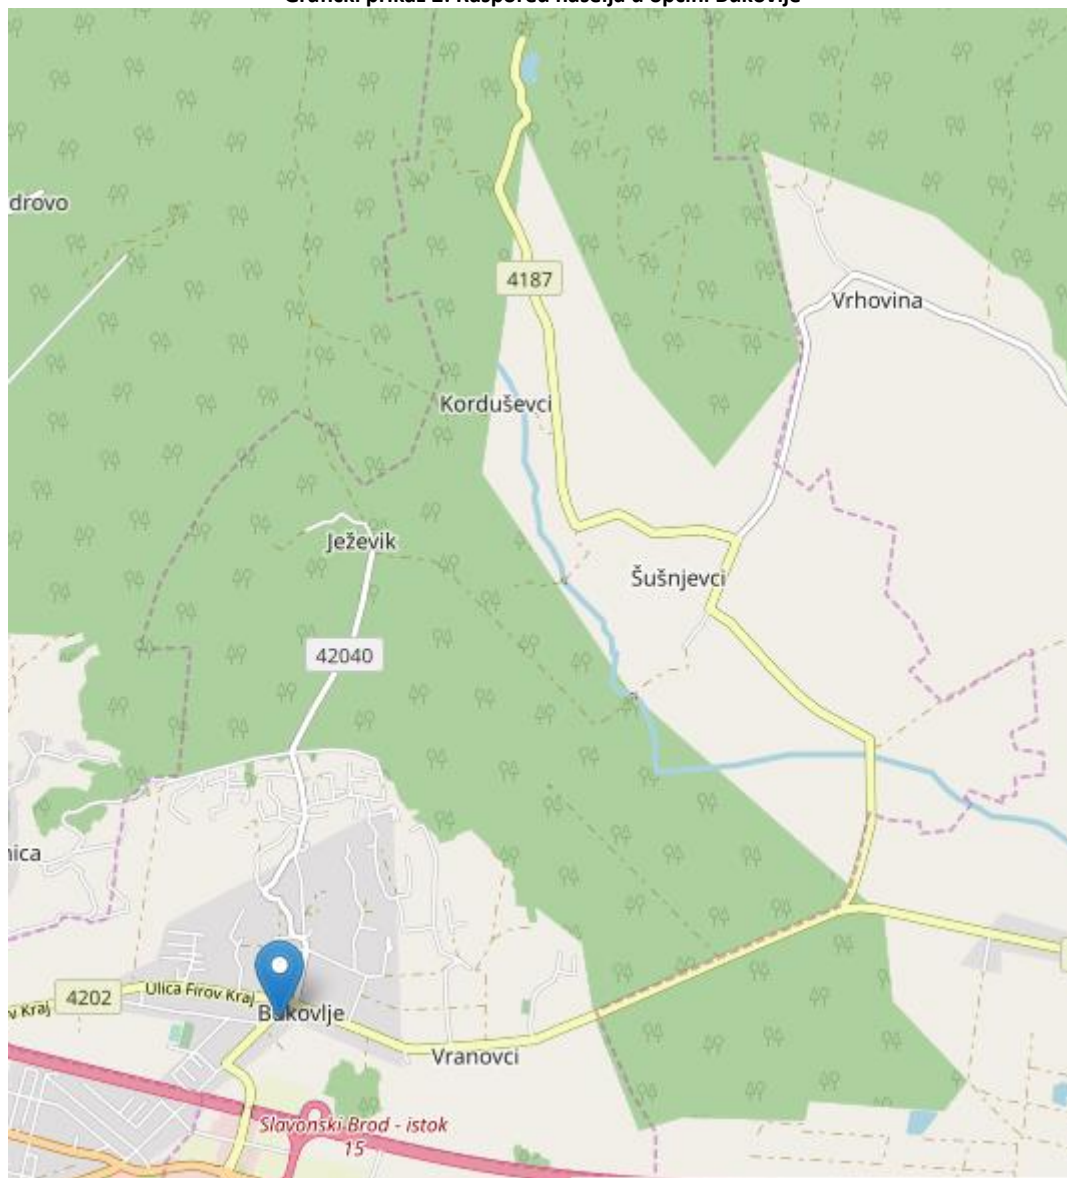 Grafički prikaz 2. Raspored naselja u općini Bukovlje
drovo
4187
Vrhovina
Korduševci
Ježevik
Šušnjevci
42040
nica
4202
Ulica Firov Kraj
v Kraj
Bukovlje
Vranovci
Slavonski Brod - istok
15